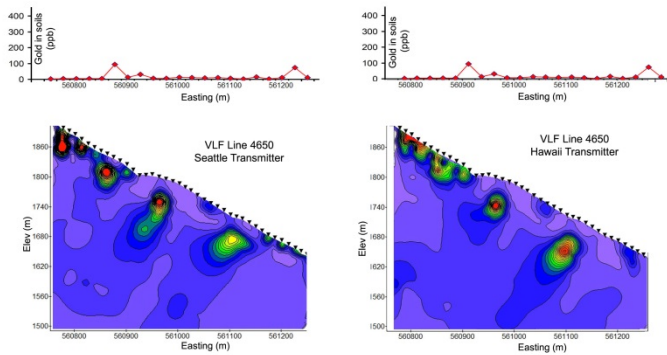 400
300
200
100
0
Gold in soils
(ppb)
560800 560900 561000 561100 561200
Easting (m)
400
300
200
100
0
Gold in soils
(ppb)
560800 560900 561000 561100 561200
Easting (m)
VLF Line 4650
Seattle Transmitter
1860
1800
1740
1680
1620
1560
1500
Elev (m)
560800 560900 561000 561100 561200
Easting (m)
VLF Line 4650
Hawaii Transmitter
1860
1800
1740
1680
1620
1560
1500
Elev (m)
560800 560900 561000 561100 561200
Easting (m)